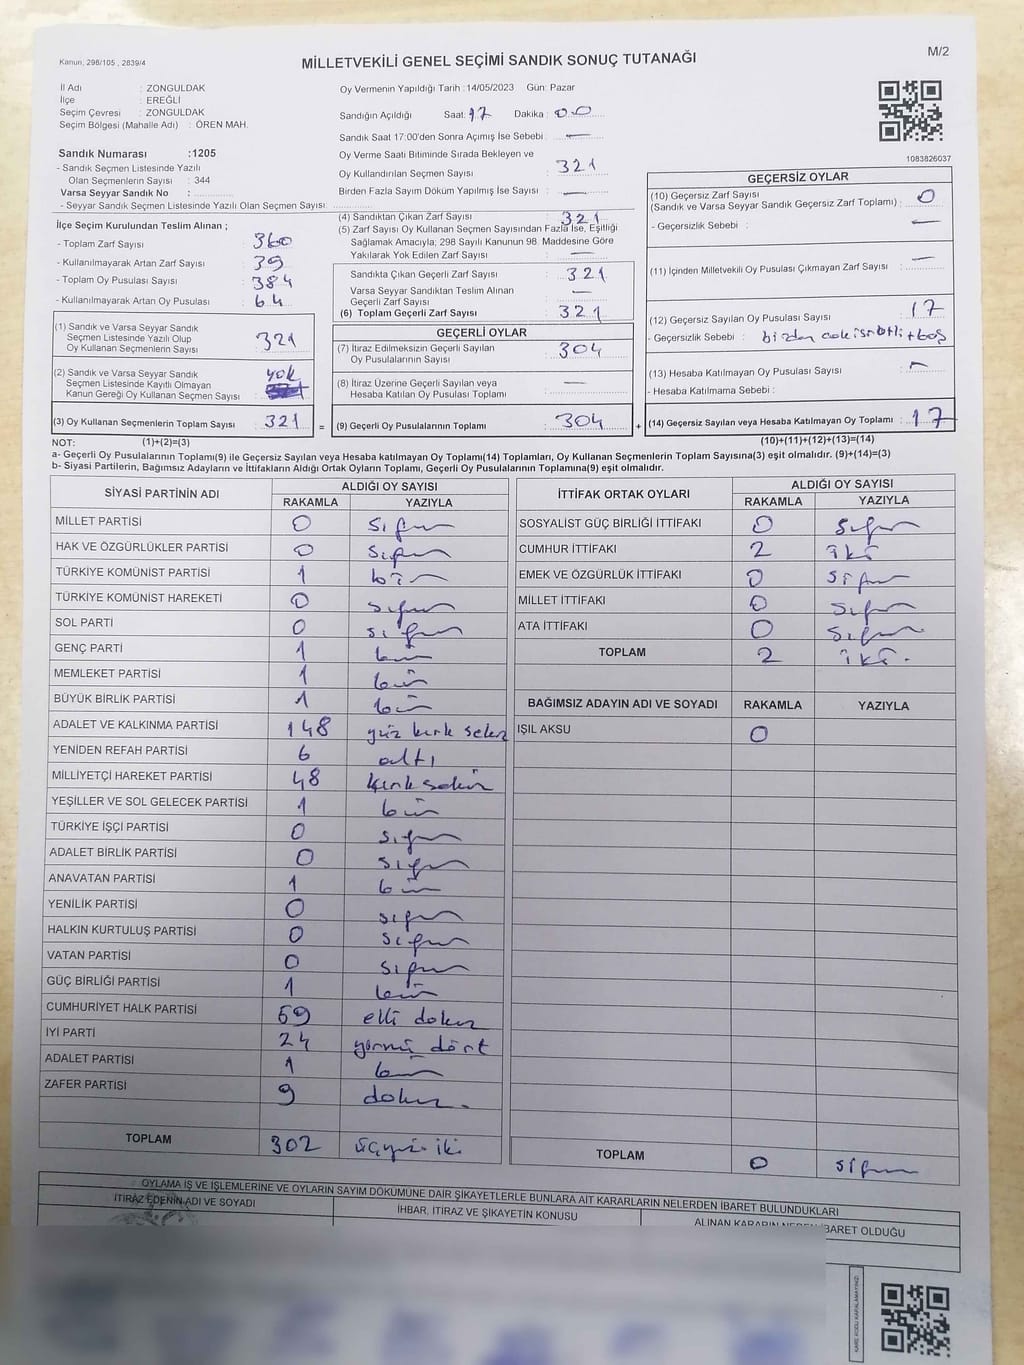 Kanun, 298/105 , 2839/4
MİLLETVEKİLİ GENEL SEÇİMİ SANDIK SONUÇ TUTANAĞI
M/2
İl Adı : ZONGULDAK
İlçe : EREĞLİ
Seçim Çevresi : ZONGULDAK
Seçim Bölgesi (Mahalle Adı) : ÖREN MAH.
Oy Vermenin Yapıldığı Tarih :14/05/2023 Gün: Pazar
Sandığın Açıldığı Saat: 17 Dakika : 00
Sandık Saat 17:00'den Sonra Açımış İse Sebebi : —
Sandık Numarası :1205
- Sandık Seçmen Listesinde Yazılı
Olan Seçmenlerin Sayısı : 344
Varsa Seyyar Sandık No :
- Seyyar Sandık Seçmen Listesinde Yazılı Olan Seçmen Sayısı:
Oy Verme Saati Bitiminde Sırada Bekleyen ve
Oy Kullandırılan Seçmen Sayısı : 321
Birden Fazla Sayım Döküm Yapılmış İse Sayısı : —
1083826037
İlçe Seçim Kurulundan Teslim Alınan ;
- Toplam Zarf Sayısı : 360
- Kullanılmayarak Artan Zarf Sayısı : 39
- Toplam Oy Pusulası Sayısı : 384
- Kullanılmayarak Artan Oy Pusulası : 64
(1) Sandık ve Varsa Seyyar Sandık
Seçmen Listesinde Yazılı Olup
Oy Kullanan Seçmenlerin Sayısı : 321
(2) Sandık ve Varsa Seyyar Sandık
Seçmen Listesinde Kayıtlı Olmayan
Kanun Gereği Oy Kullanan Seçmen Sayısı : yok
(3) Oy Kullanan Seçmenlerin Toplam Sayısı : 321 =
(4) Sandıktan Çıkan Zarf Sayısı : 321
(5) Zarf Sayısı Oy Kullanan Seçmen Sayısından Fazla İse, Eşitliği
Sağlamak Amacıyla; 298 Sayılı Kanunun 98 Maddesine Göre
Yakılarak Yok Edilen Zarf Sayısı : —
Sandıkta Çıkan Geçerli Zarf Sayısı : 321
Varsa Seyyar Sandıktan Teslim Alınan
Geçerli Zarf Sayısı : —
(6) Toplam Geçerli Zarf Sayısı : 321
GEÇERLİ OYLAR
(7) İtiraz Edilmeksizin Geçerli Sayılan
Oy Pusulalarının Sayısı : 304
(8) İtiraz Üzerine Geçerli Sayılan veya
Hesaba Katılan Oy Pusulası Toplamı : —
(9) Geçerli Oy Pusulalarının Toplamı : 304 +
GEÇERSİZ OYLAR
(10) Geçersiz Zarf Sayısı
(Sandık ve Varsa Seyyar Sandık Geçersiz Zarf Toplamı) : 0
- Geçersizlik Sebebi : —
(11) İçinden Milletvekili Oy Pusulası Çıkmayan Zarf Sayısı : —
(12) Geçersiz Sayılan Oy Pusulası Sayısı : 17
- Geçersizlik Sebebi :
(13) Hesaba Katılmayan Oy Pusulası Sayısı : —
- Hesaba Katılmama Sebebi :
(14) Geçersiz Sayılan veya Hesaba Katılmayan Oy Toplamı : 17
NOT: (1)+(2)=(3) (10)+(11)+(12)+(13)=(14)
a- Geçerli Oy Pusulalarının Toplamı(9) ile Geçersiz Sayılan veya Hesaba katılmayan Oy Toplamı(14) Toplamları, Oy Kullanan Seçmenlerin Toplam Sayısına(3) eşit olmalıdır. (9)+(14)=(3)
b- Siyasi Partilerin, Bağımsız Adayların ve İttifakların Aldığı Ortak Oyların Toplamı, Geçerli Oy Pusulalarının Toplamına(9) eşit olmalıdır.
SİYASİ PARTİNİN ADI ALDIĞI OY SAYISI
RAKAMLA YAZIYLA
MİLLET PARTİSİ 0 sıfır
HAK VE ÖZGÜRLÜKLER PARTİSİ 0 sıfır
TÜRKİYE KOMÜNİST PARTİSİ 1 bir
TÜRKİYE KOMÜNİST HAREKETİ 0 sıfır
SOL PARTİ 0 sıfır
GENÇ PARTİ 1 bir
MEMLEKET PARTİSİ 1 bir
BÜYÜK BİRLİK PARTİSİ 1 bir
ADALET VE KALKINMA PARTİSİ 148 yüz kırk sekiz
YENİDEN REFAH PARTİSİ 6 altı
MİLLİYETÇİ HAREKET PARTİSİ 48 kırk sekiz
YEŞİLLER VE SOL GELECEK PARTİSİ 1 bir
TÜRKİYE İŞÇİ PARTİSİ 0 sıfır
ADALET BİRLİK PARTİSİ 0 sıfır
ANAVATAN PARTİSİ 1 bir
YENİLİK PARTİSİ 0 sıfır
HALKIN KURTULUŞ PARTİSİ 0 sıfır
VATAN PARTİSİ 0 sıfır
GÜÇ BİRLİĞİ PARTİSİ 1 bir
CUMHURİYET HALK PARTİSİ 59 elli dokuz
İYİ PARTİ 24 yirmi dört
ADALET PARTİSİ 1 bir
ZAFER PARTİSİ 9 dokuz
TOPLAM 302 üçyüz iki
İTTİFAK ORTAK OYLARI ALDIĞI OY SAYISI
RAKAMLA YAZIYLA
SOSYALİST GÜÇ BİRLİĞİ İTTİFAKI 0 sıfır
CUMHUR İTTİFAKI 2 iki
EMEK VE ÖZGÜRLÜK İTTİFAKI 0 sıfır
MİLLET İTTİFAKI 0 sıfır
ATA İTTİFAKI 0 sıfır
TOPLAM 2 iki.
BAĞIMSIZ ADAYIN ADI VE SOYADI RAKAMLA YAZIYLA
IŞIL AKSU 0
TOPLAM 0 sıfır
OYLAMA İŞ VE İŞLEMLERİNE VE OYLARIN SAYIM DÖKÜMÜNE DAİR ŞİKAYETLERLE BUNLARA AİT KARARLARIN NELERDEN İBARET BULUNDUKLARI
İTİRAZ EDENİN ADI VE SOYADI
İHBAR, İTİRAZ VE ŞİKAYETİN KONUSU
ALINAN KARARIN NEDEN İBARET OLDUĞU
KARE KODU KAPALAMAYINIZ!